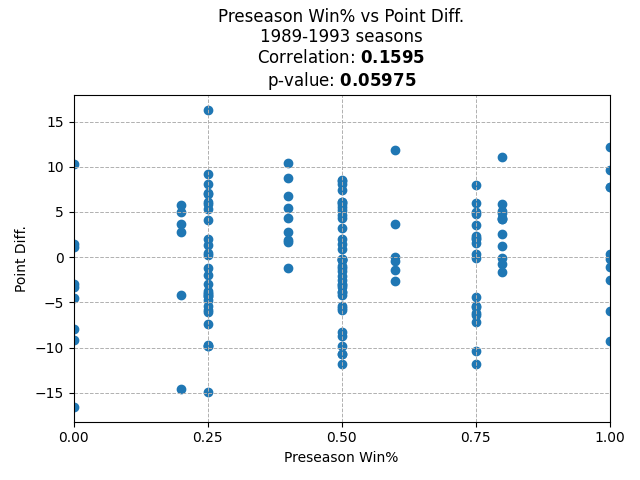 Preseason Win% vs Point Diff.
1989-1993 seasons
Correlation: 0.1595
p-value: 0.05975
Point Diff.
15
10
5
0
−5
−10
−15
0.00 0.25 0.50 0.75 1.00
Preseason Win%